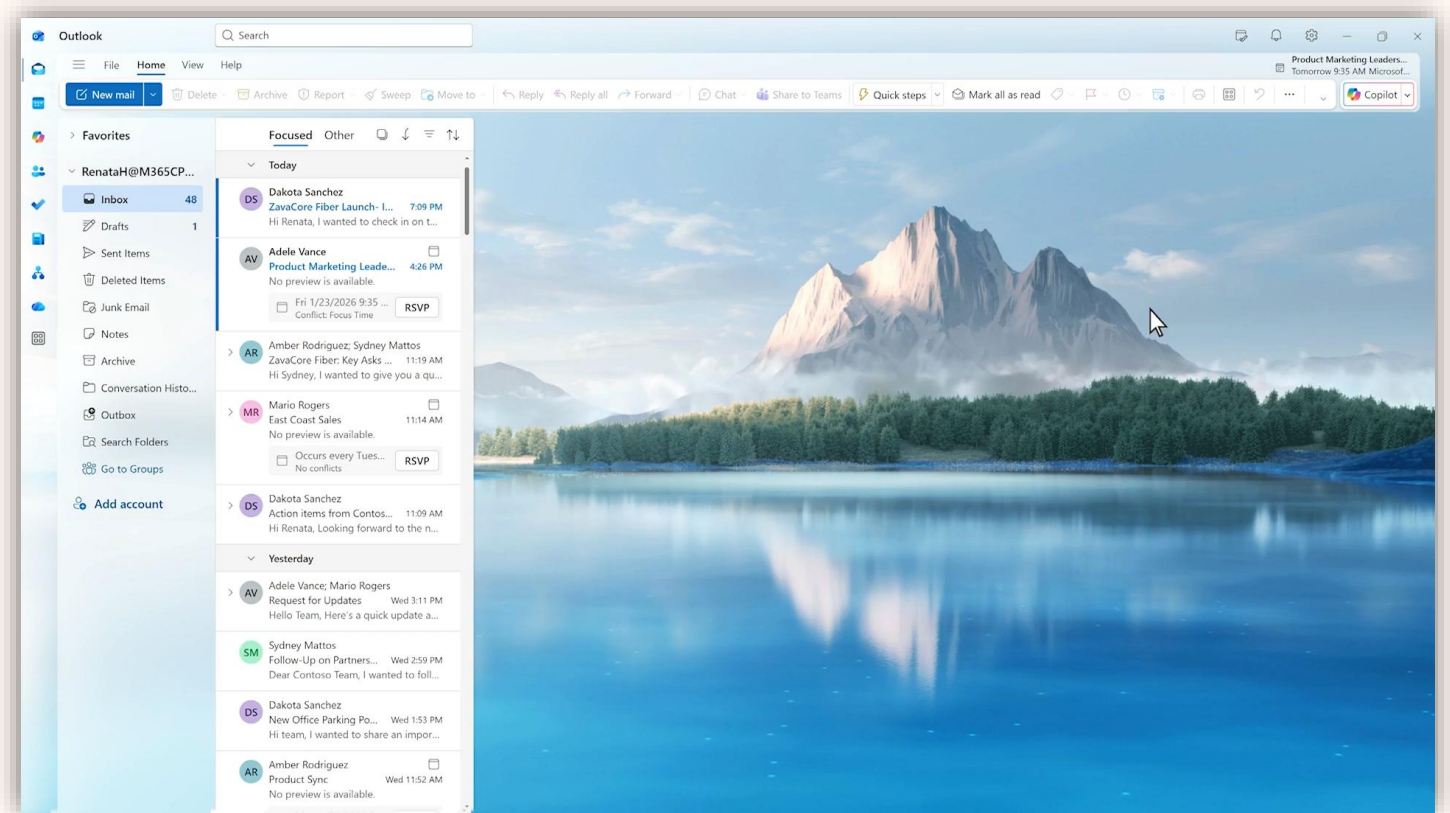 Outlook
Search
File Home View Help
Product Marketing Leaders...
Tomorrow 9:35 AM Microsof...
New mail Delete Archive Report Sweep Move to Reply Reply all Forward Chat Share to Teams Quick steps Mark all as read ... Copilot
Favorites
RenataH@M365CP...
Inbox 48
Drafts 1
Sent Items
Deleted Items
Junk Email
Notes
Archive
Conversation Histo...
Outbox
Search Folders
Go to Groups
Add account
Focused Other
Today
DS
Dakota Sanchez
ZavaCore Fiber Launch- I... 7:09 PM
Hi Renata, I wanted to check in on t...
AV
Adele Vance
Product Marketing Leade... 4:26 PM
No preview is available.
Fri 1/23/2026 9:35 ...
Conflict: Focus Time
RSVP
AR
Amber Rodriguez; Sydney Mattos
ZavaCore Fiber: Key Asks ... 11:19 AM
Hi Sydney, I wanted to give you a qu...
MR
Mario Rogers
East Coast Sales 11:14 AM
No preview is available.
Occurs every Tues...
No conflicts
RSVP
DS
Dakota Sanchez
Action items from Contos... 11:09 AM
Hi Renata, Looking forward to the n...
Yesterday
AV
Adele Vance; Mario Rogers
Request for Updates Wed 3:11 PM
Hello Team, Here's a quick update a...
SM
Sydney Mattos
Follow-Up on Partners... Wed 2:59 PM
Dear Contoso Team, I wanted to foll...
DS
Dakota Sanchez
New Office Parking Po... Wed 1:53 PM
Hi team, I wanted to share an impor...
AR
Amber Rodriguez
Product Sync Wed 11:52 AM
No preview is available.